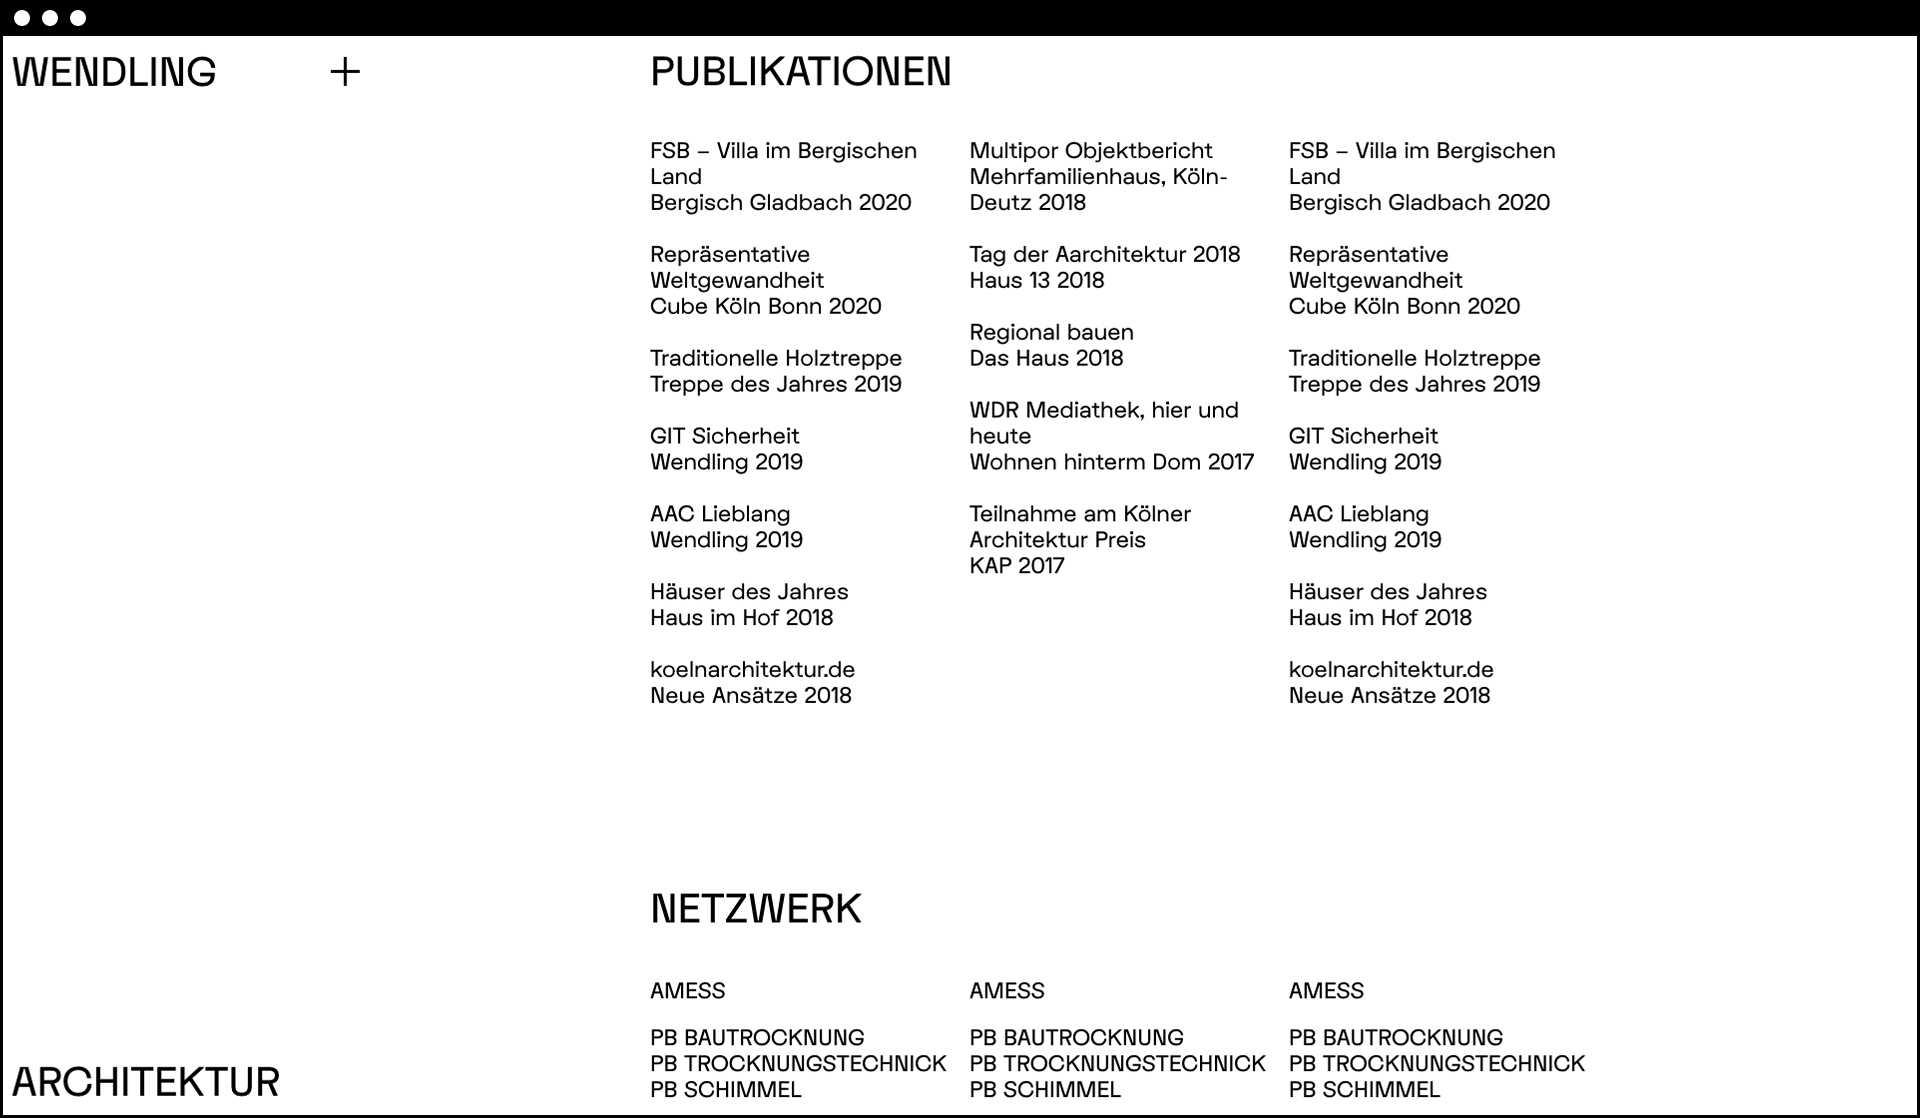 WENDLING
PUBLIKATIONEN
FSB – Villa im Bergischen
Land
Bergisch Gladbach 2020
Repräsentative
Weltgewandheit
Cube Köln Bonn 2020
Traditionelle Holztreppe
Treppe des Jahres 2019
GIT Sicherheit
Wendling 2019
AAC Lieblang
Wendling 2019
Häuser des Jahres
Haus im Hof 2018
koelnarchitektur.de
Neue Ansätze 2018
Multipor Objektbericht
Mehrfamilienhaus, Köln-
Deutz 2018
Tag der Aarchitektur 2018
Haus 13 2018
Regional bauen
Das Haus 2018
WDR Mediathek, hier und
heute
Wohnen hinterm Dom 2017
Teilnahme am Kölner
Architektur Preis
KAP 2017
FSB – Villa im Bergischen
Land
Bergisch Gladbach 2020
Repräsentative
Weltgewandheit
Cube Köln Bonn 2020
Traditionelle Holztreppe
Treppe des Jahres 2019
GIT Sicherheit
Wendling 2019
AAC Lieblang
Wendling 2019
Häuser des Jahres
Haus im Hof 2018
koelnarchitektur.de
Neue Ansätze 2018
NETZWERK
AMESS
PB BAUTROCKNUNG
PB TROCKNUNGSTECHNICK
PB SCHIMMEL
AMESS
PB BAUTROCKNUNG
PB TROCKNUNGSTECHNICK
PB SCHIMMEL
AMESS
PB BAUTROCKNUNG
PB TROCKNUNGSTECHNICK
PB SCHIMMEL
ARCHITEKTUR